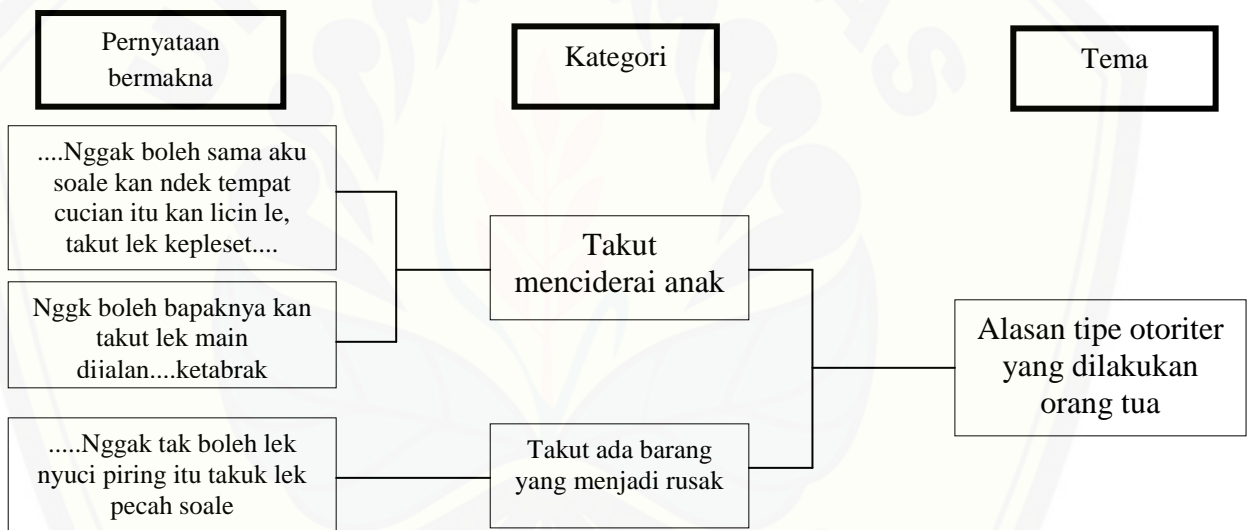 Pernyataan
bermakna
Kategori
Tema
....Nggak boleh sama aku
soale kan ndek tempat
cucian itu kan licin le,
takut lek kepleset....
Nggk boleh bapaknya kan
takut lek main
dijalan....ketabrak
.....Nggak tak boleh lek
nyuci piring itu takuk lek
pecah soale
Takut
menciderai anak
Takut ada barang
yang menjadi rusak
Alasan tipe otoriter
yang dilakukan
orang tua